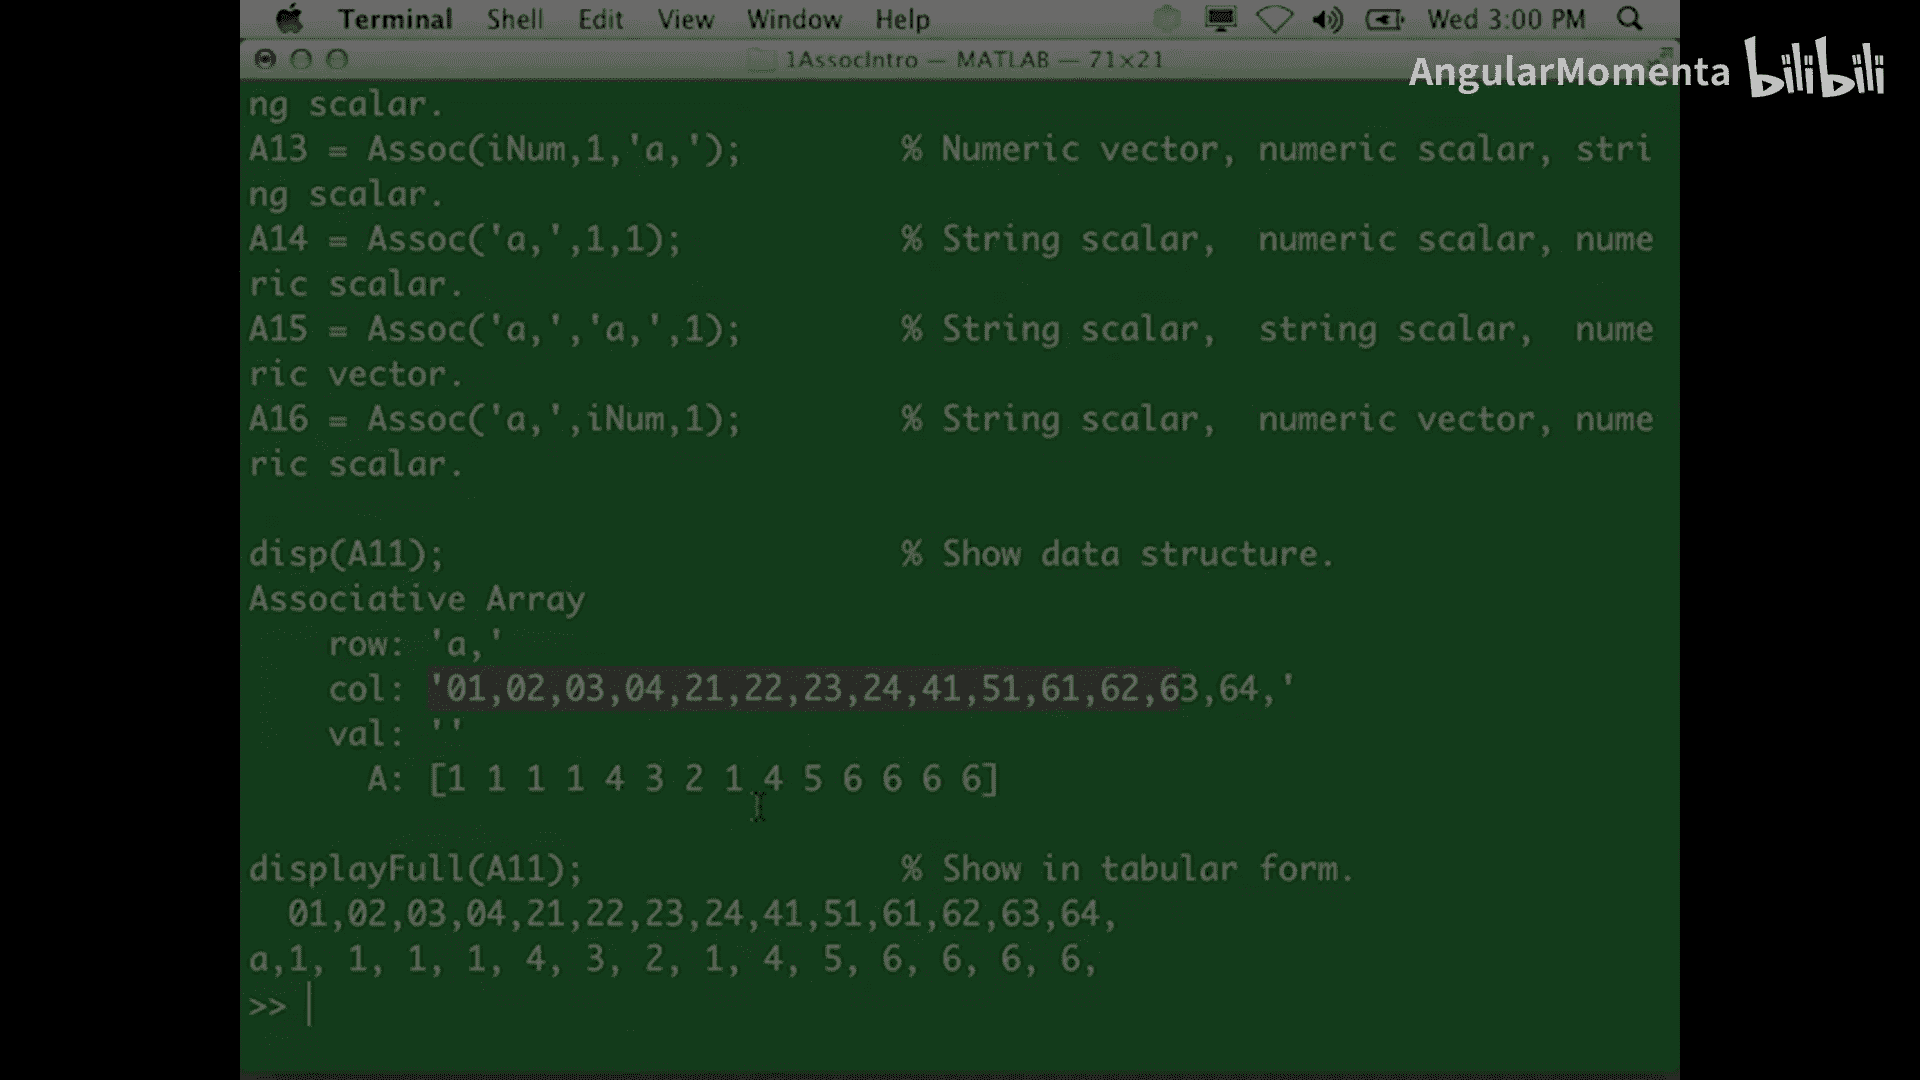 Terminal Shell Edit View Window Help Wed 3:00 PM
1AssocIntro — MATLAB — 71×21
AngularMomenta bilibili
ng scalar.
A13 = Assoc(iNum,1,'a,'); % Numeric vector, numeric scalar, stri
ng scalar.
A14 = Assoc('a,',1,1); % String scalar, numeric scalar, nume
ric scalar.
A15 = Assoc('a,','a,',1); % String scalar, string scalar, nume
ric vector.
A16 = Assoc('a,',iNum,1); % String scalar, numeric vector, nume
ric scalar.
disp(A11); % Show data structure.
Associative Array
row: 'a,'
col: '01,02,03,04,21,22,23,24,41,51,61,62,63,64,'
val: ''
A: [1 1 1 1 4 3 2 1 4 5 6 6 6 6]
displayFull(A11); % Show in tabular form.
01,02,03,04,21,22,23,24,41,51,61,62,63,64,
a,1, 1, 1, 1, 4, 3, 2, 1, 4, 5, 6, 6, 6, 6,
>>